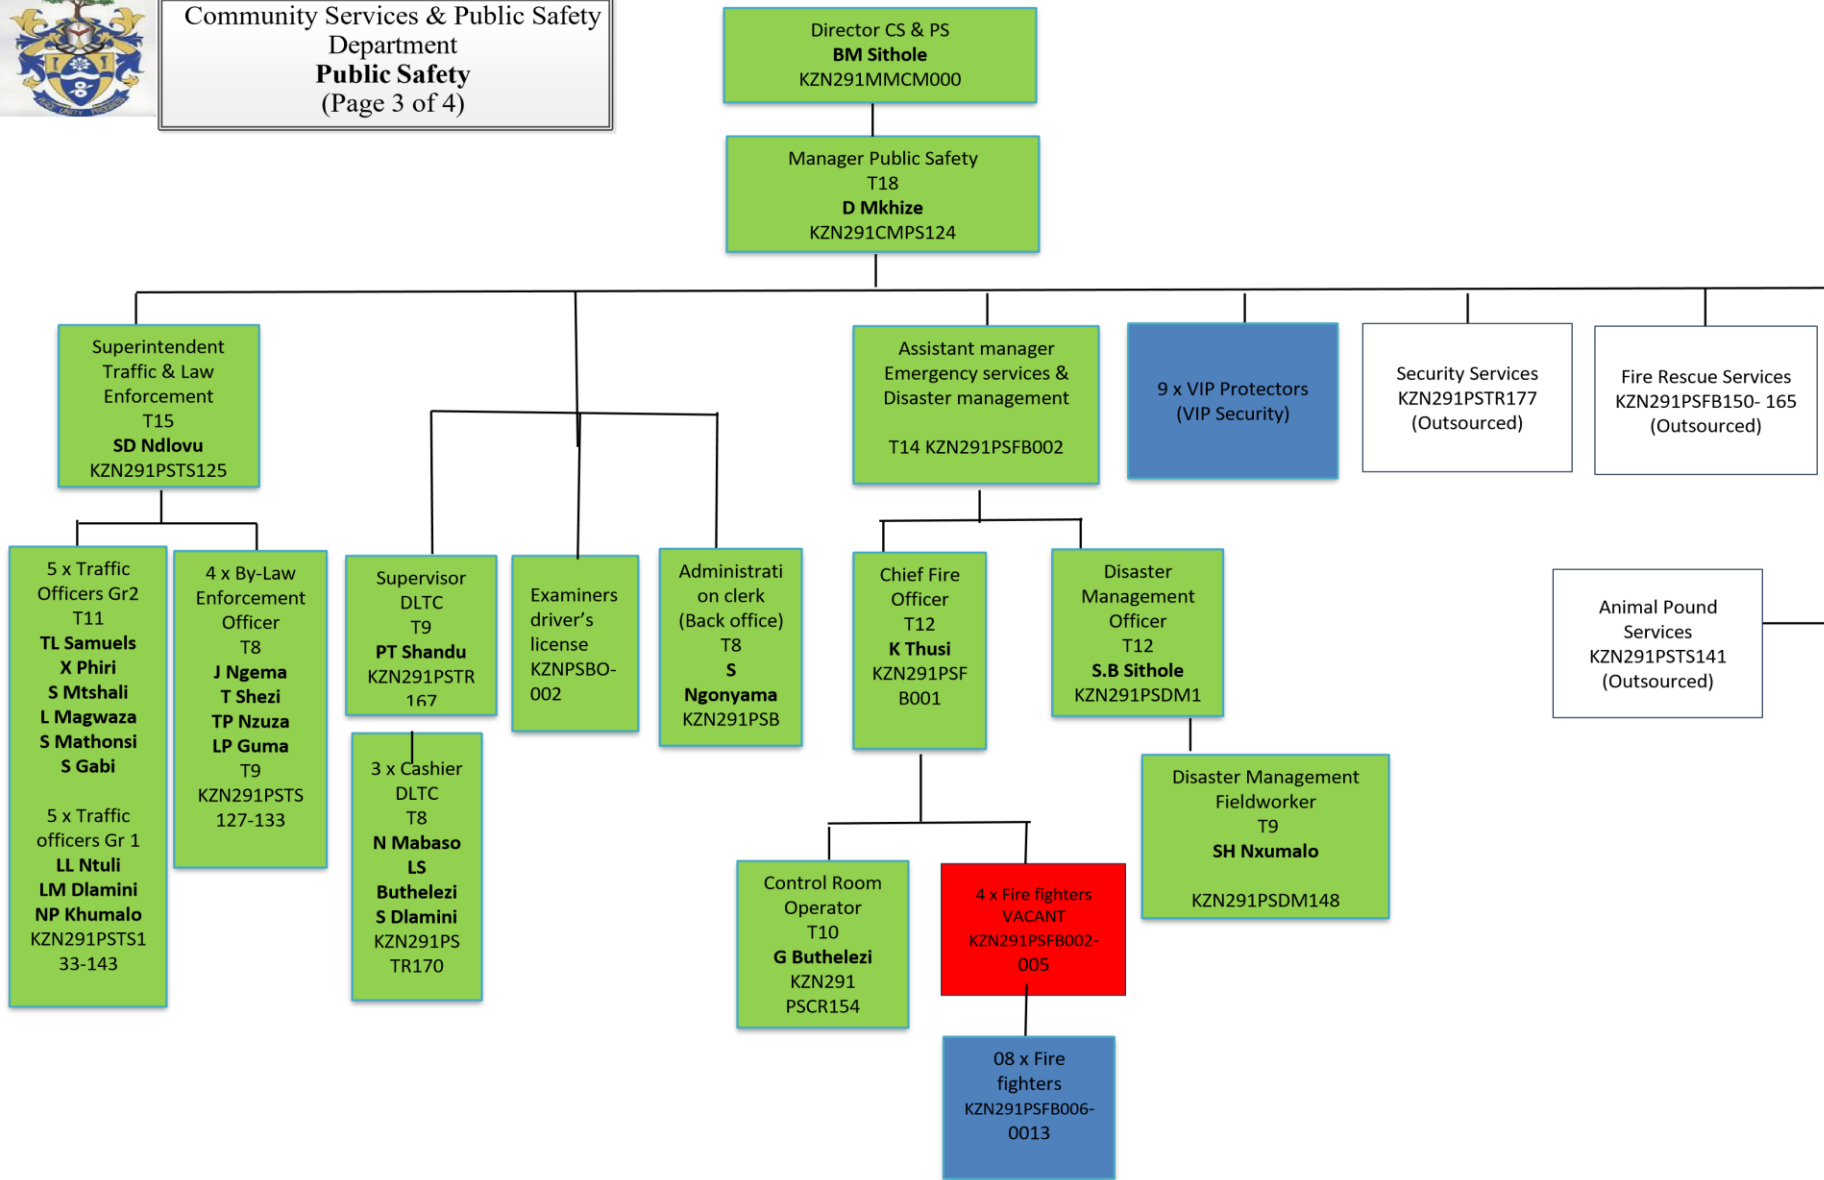 Community Services & Public Safety
Department
Public Safety
(Page 3 of 4)
Director CS & PS
BM Sithole
KZN291MMCM000
Manager Public Safety
T18
D Mkhize
KZN291CMPS124
Superintendent
Traffic & Law
Enforcement
T15
SD Ndlovu
KZN291PSTS125
Assistant manager
Emergency services &
Disaster management
T14 KZN291PSFB002
9 x VIP Protectors
(VIP Security)
Security Services
KZN291PSTR177
(Outsourced)
Fire Rescue Services
KZN291PSFB150- 165
(Outsourced)
5 x Traffic
Officers Gr2
T11
TL Samuels
X Phiri
S Mtshali
L Magwaza
S Mathonsi
S Gabi
5 x Traffic
officers Gr 1
LL Ntuli
LM Dlamini
NP Khumalo
KZN291PSTS1
33-143
4 x By-Law
Enforcement
Officer
T8
J Ngema
T Shezi
TP Nzuza
LP Guma
T9
KZN291PSTS
127-133
Supervisor
DLTC
T9
PT Shandu
KZN291PSTR
167
3 x Cashier
DLTC
T8
N Mabaso
LS
Buthelezi
S Dlamini
KZN291PS
TR170
Examiners
driver's
license
KZNPSBO-
002
Administrati
on clerk
(Back office)
T8
S
Ngonyama
KZN291PSB
Chief Fire
Officer
T12
K Thusi
KZN291PSF
B001
Disaster
Management
Officer
T12
S.B Sithole
KZN291PSDM1
Animal Pound
Services
KZN291PSTS141
(Outsourced)
Disaster Management
Fieldworker
T9
SH Nxumalo
KZN291PSDM148
Control Room
Operator
T10
G Buthelezi
KZN291
PSCR154
4 x Fire fighters
VACANT
KZN291PSFB002-
005
08 x Fire
fighters
KZN291PSFB006-
0013